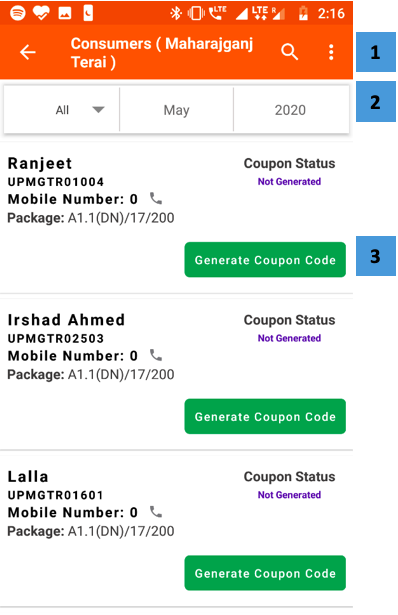 LTE LTE 2:16
Consumers ( Maharajganj
Terai )
1
All May 2020
2
Ranjeet
Coupon Status
UPMGTR01004
Not Generated
Mobile Number: 0
Package: A1.1(DN)/17/200
Generate Coupon Code
3
Irshad Ahmed
Coupon Status
UPMGTR02503
Not Generated
Mobile Number: 0
Package: A1.1(DN)/17/200
Generate Coupon Code
Lalla
Coupon Status
UPMGTR01601
Not Generated
Mobile Number: 0
Package: A1.1(DN)/17/200
Generate Coupon Code